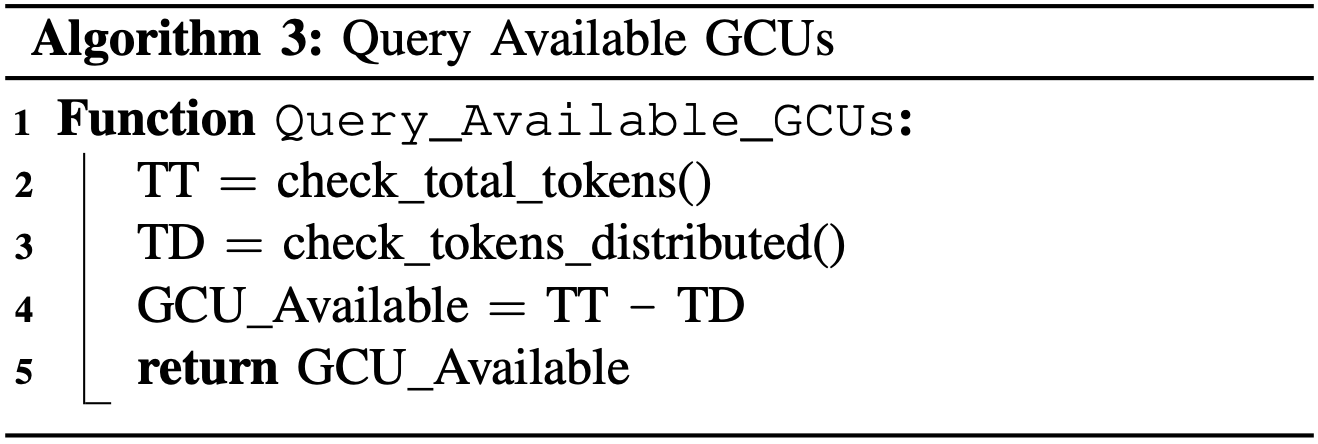 Algorithm 3: Query Available GCUs
1 Function Query_Available_GCUs:
2 TT = check_total_tokens()
3 TD = check_tokens_distributed()
4 GCU_Available = TT − TD
5 return GCU_Available